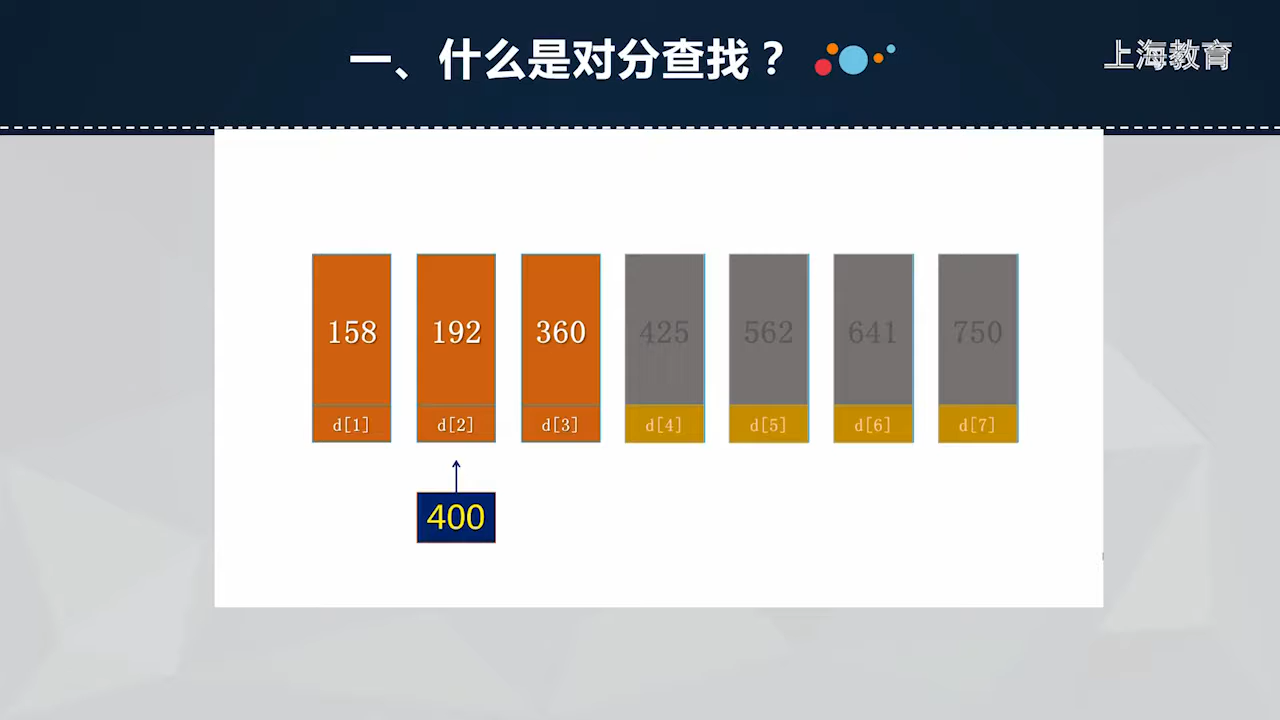 一、什么是对分查找？
上海教育
158 192 360 425 562 641 750
d[1] d[2] d[3] d[4] d[5] d[6] d[7]
400